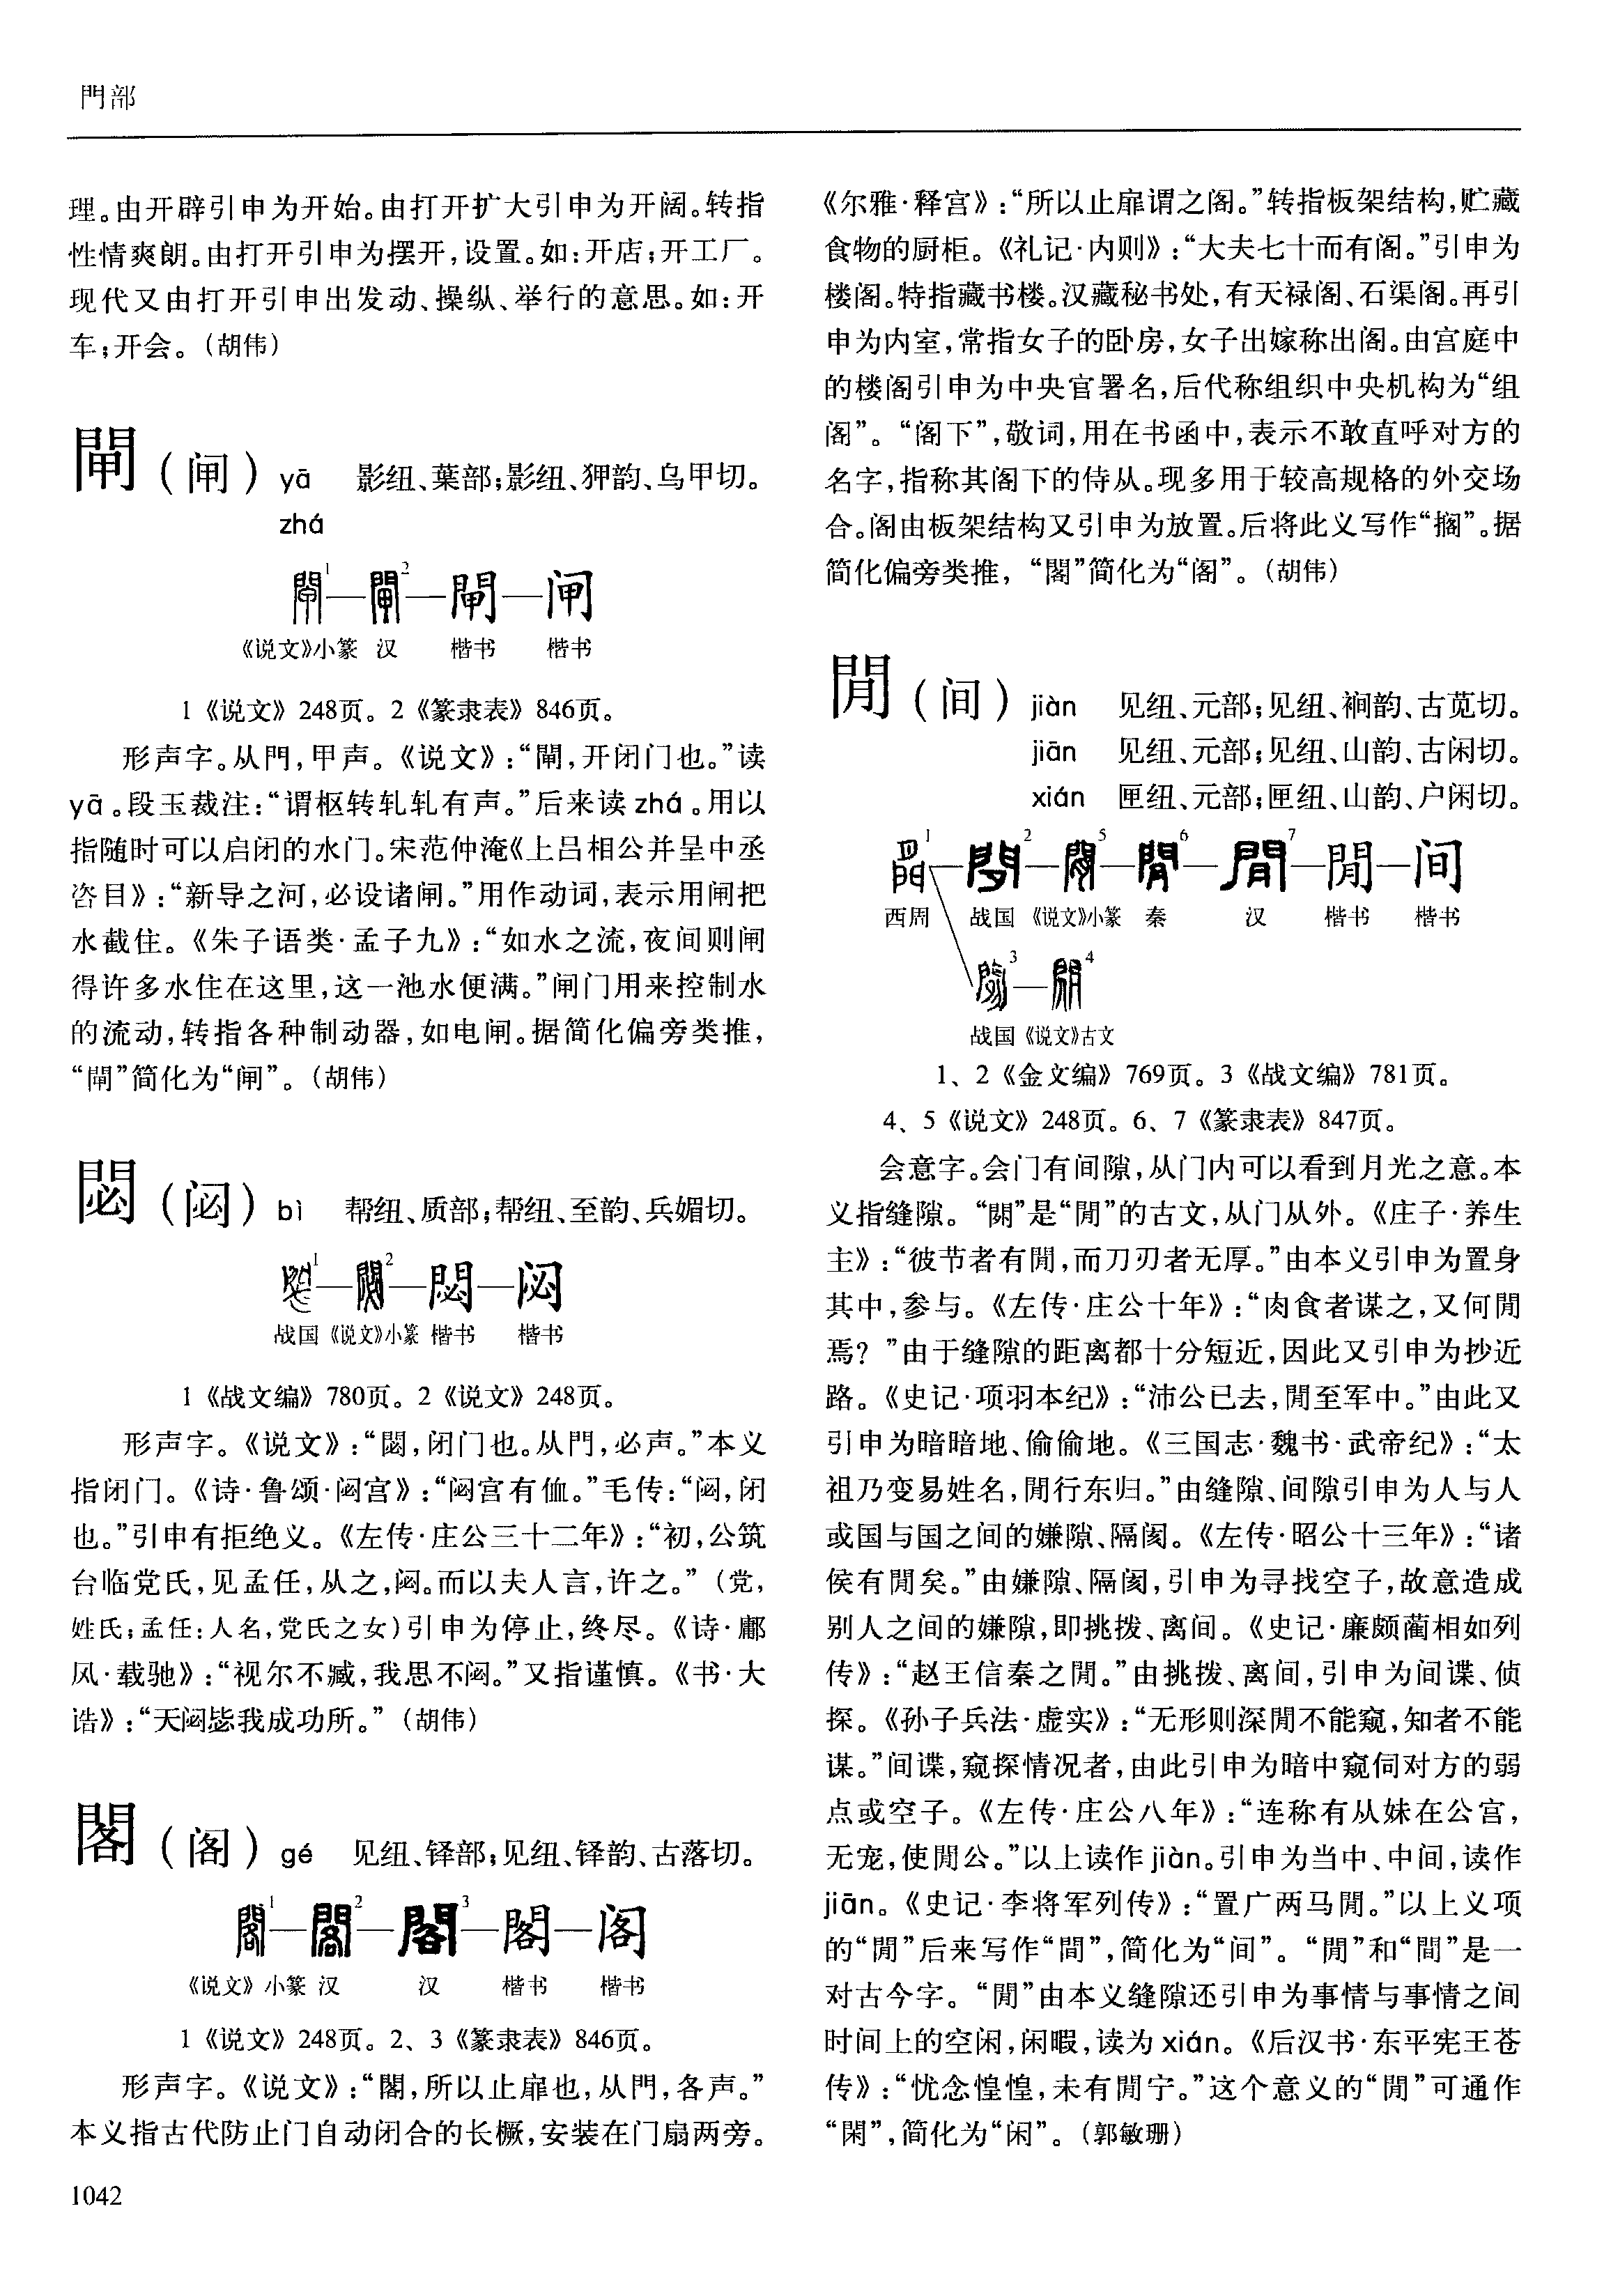 門部
理。由开辟引申为开始。由打开扩大引申为开阔。转指
性情爽朗。由打开引申为摆开，设置。如：开店；开工厂。
现代又由打开引申出发动、操纵、举行的意思。如：开
车；开会。（胡伟）
閘（闸）yā 影纽、葉部；影纽、狎韵、乌甲切。
zhá
閘1—閘2—閘—闸
《说文》小篆 汉 楷书 楷书
1《说文》248页。2《篆隶表》846页。
形声字。从門，甲声。《说文》：“閘，开闭门也。”读
yā。段玉裁注：“谓枢转轧轧有声。”后来读zhá。用以
指随时可以启闭的水门。宋范仲淹《上吕相公并呈中丞
咨目》：“新导之河，必设诸闸。”用作动词，表示用闸把
水截住。《朱子语类·孟子九》：“如水之流，夜间则闸
得许多水住在这里，这一池水便满。”闸门用来控制水
的流动，转指各种制动器，如电闸。据简化偏旁类推，
“閘”简化为“闸”。（胡伟）
閟（闷）bì 帮纽、质部；帮纽、至韵、兵媚切。
閟1—閟2—閟—
战国《说文》小篆 楷书 楷书
1《战文编》780页。2《说文》248页。
形声字。《说文》：“閟，闭门也。从門，必声。”本义
指闭门。《诗·鲁颂·𬮤宫》：“𬮤宫有侐。”毛传：“𬮤，闭
也。”引申有拒绝义。《左传·庄公三十二年》：“初，公筑
台临党氏，见孟任，从之，𬮤。而以夫人言，许之。”（党，
姓氏；孟任：人名，党氏之女）引申为停止，终尽。《诗·鄘
风·载驰》：“视尔不臧，我思不𬮤。”又指谨慎。《书·大
诰》：“天𬮤毖我成功所。”（胡伟）
閣（阁）gé 见纽、铎部；见纽、铎韵、古落切。
閣1—閣2—閣3—閣—阁
《说文》小篆 汉 汉 楷书 楷书
1《说文》248页。2、3《篆隶表》846页。
形声字。《说文》：“閣，所以止扉也，从門，各声。”
本义指古代防止门自动闭合的长橛，安装在门扇两旁。
1042
《尔雅·释宫》：“所以止扉谓之阁。”转指板架结构，贮藏
食物的厨柜。《礼记·内则》：“大夫七十而有阁。”引申为
楼阁。特指藏书楼。汉藏秘书处，有天禄阁、石渠阁。再引
申为内室，常指女子的卧房，女子出嫁称出阁。由宫庭中
的楼阁引申为中央官署名，后代称组织中央机构为“组
阁”。“阁下”，敬词，用在书函中，表示不敢直呼对方的
名字，指称其阁下的侍从。现多用于较高规格的外交场
合。阁由板架结构又引申为放置。后将此义写作“搁”。据
简化偏旁类推，“閣”简化为“阁”。（胡伟）
閒（间）jiàn 见纽、元部；见纽、裥韵、古苋切。
jiān 见纽、元部；见纽、山韵、古闲切。
xián 匣纽、元部；匣纽、山韵、户闲切。
閒1—閒2—閒5—閒6—閒7—閒—间
西周 战国 《说文》小篆 秦 汉 楷书 楷书
閒3—閒4
战国《说文》古文
1、2《金文编》769页。3《战文编》781页。
4、5《说文》248页。6、7《篆隶表》847页。
会意字。会门有间隙，从门内可以看到月光之意。本
义指缝隙。“𨳢”是“閒”的古文，从门从外。《庄子·养生
主》：“彼节者有閒，而刀刃者无厚。”由本义引申为置身
其中，参与。《左传·庄公十年》：“肉食者谋之，又何閒
焉？”由于缝隙的距离都十分短近，因此又引申为抄近
路。《史记·项羽本纪》：“沛公已去，閒至军中。”由此又
引申为暗暗地、偷偷地。《三国志·魏书·武帝纪》：“太
祖乃变易姓名，閒行东归。”由缝隙、间隙引申为人与人
或国与国之间的嫌隙、隔阂。《左传·昭公十三年》：“诸
侯有閒矣。”由嫌隙、隔阂，引申为寻找空子，故意造成
别人之间的嫌隙，即挑拨、离间。《史记·廉颇蔺相如列
传》：“赵王信秦之閒。”由挑拨、离间，引申为间谍、侦
探。《孙子兵法·虚实》：“无形则深閒不能窥，知者不能
谋。”间谍，窥探情况者，由此引申为暗中窥伺对方的弱
点或空子。《左传·庄公八年》：“连称有从妹在公宫，
无宠，使閒公。”以上读作jiàn。引申为当中、中间，读作
jiān。《史记·李将军列传》：“置广两马閒。”以上义项
的“閒”后来写作“間”，简化为“间”。“閒”和“間”是一
对古今字。“閒”由本义缝隙还引申为事情与事情之间
时间上的空闲，闲暇，读为xián。《后汉书·东平宪王苍
传》：“忧念惶惶，未有閒宁。”这个意义的“閒”可通作
“閑”，简化为“闲”。（郭敏珊）